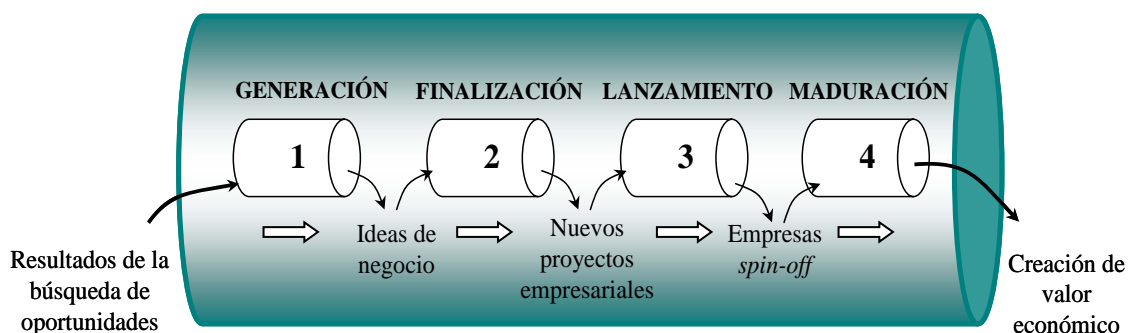 GENERACIÓN
FINALIZACIÓN
LANZAMIENTO
MADURACIÓN
1
2
3
4
Resultados de la
búsqueda de
oportunidades
Ideas de
negocio
Nuevos
proyectos
empresariales
Empresas
spin-off
Creación de
valor
económico